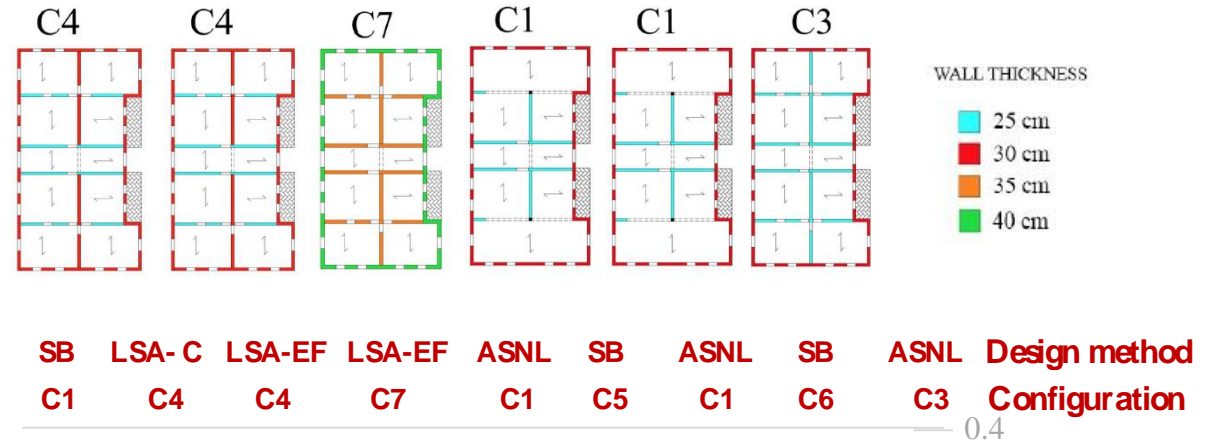 C4 C4 C7 C1 C1 C3
WALL THICKNESS
25 cm
30 cm
35 cm
40 cm
SB LSA- C LSA-EF LSA-EF ASNL SB ASNL SB ASNL Design method
C1 C4 C4 C7 C1 C5 C1 C6 C3 Configuration
0.4